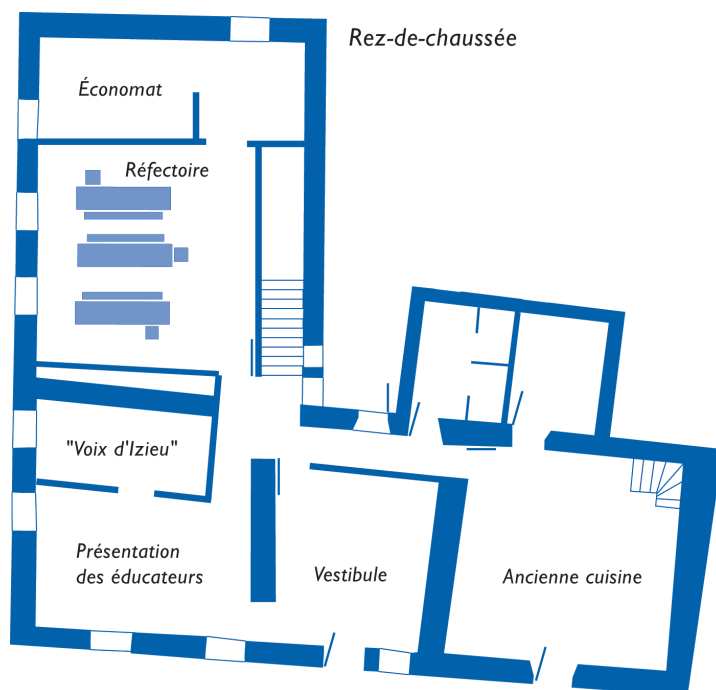 Rez-de-chaussée
Économat
Réfectoire
"Voix d'Izieu"
Présentation
des éducateurs
Vestibule
Ancienne cuisine